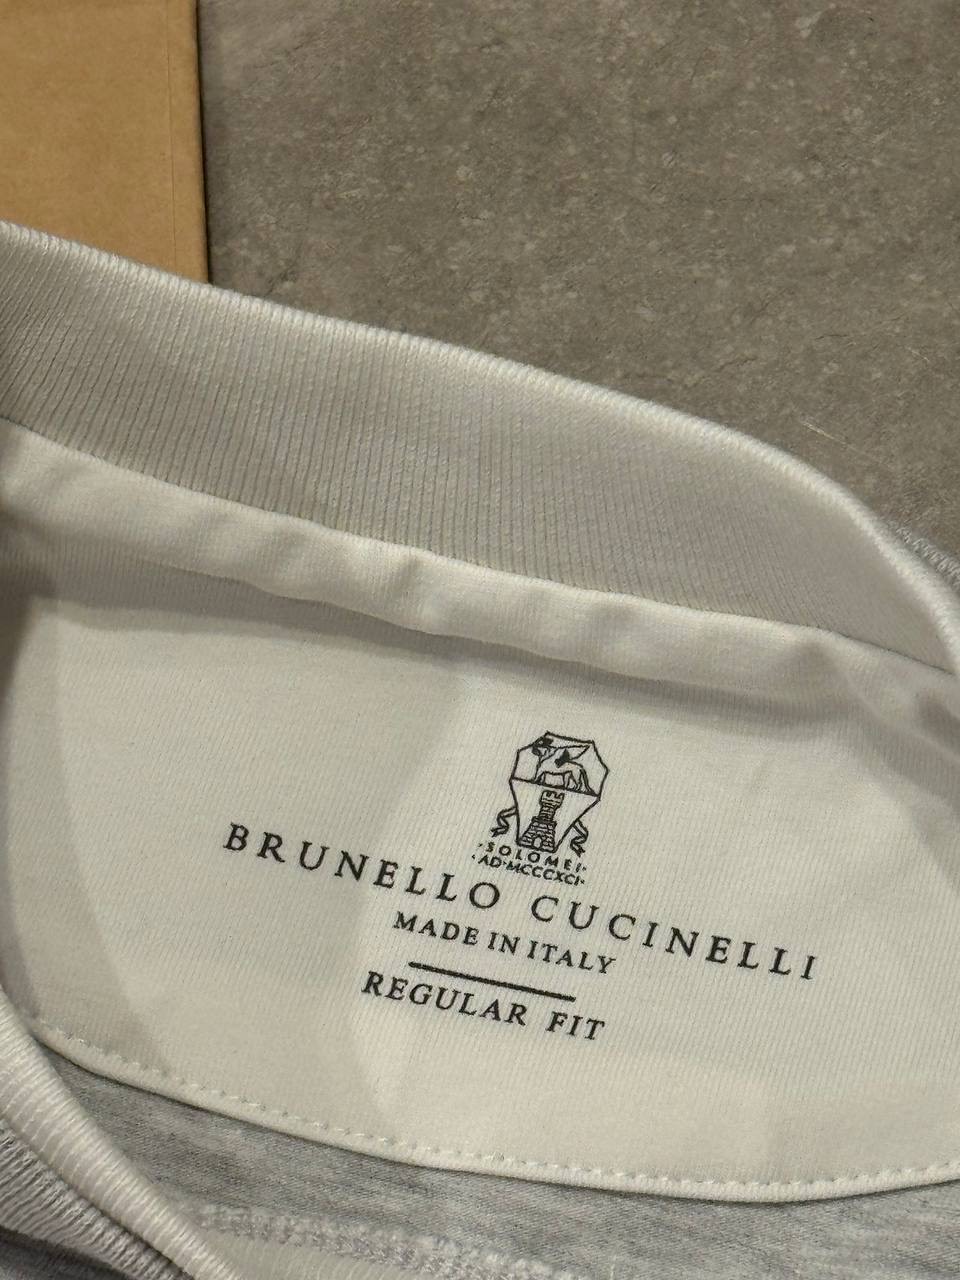 ·SOLOMEI·
·AD·MCCCXCI·
BRUNELLO CUCINELLI
MADE IN ITALY
REGULAR FIT